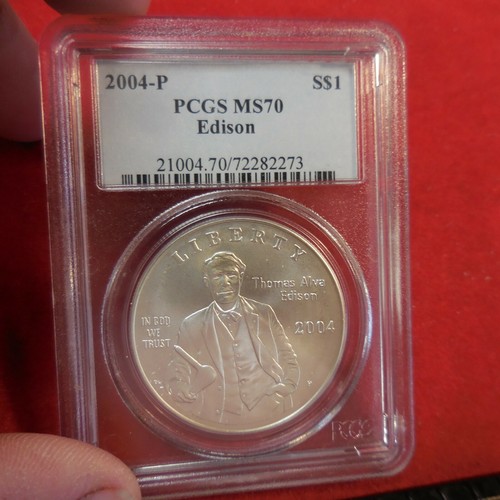 2004-P S$1
PCGS MS70
Edison
21004.70/72282273
LIBERTY
Thomas Alva
Edison
2004
IN GOD
WE
TRUST
PCGS